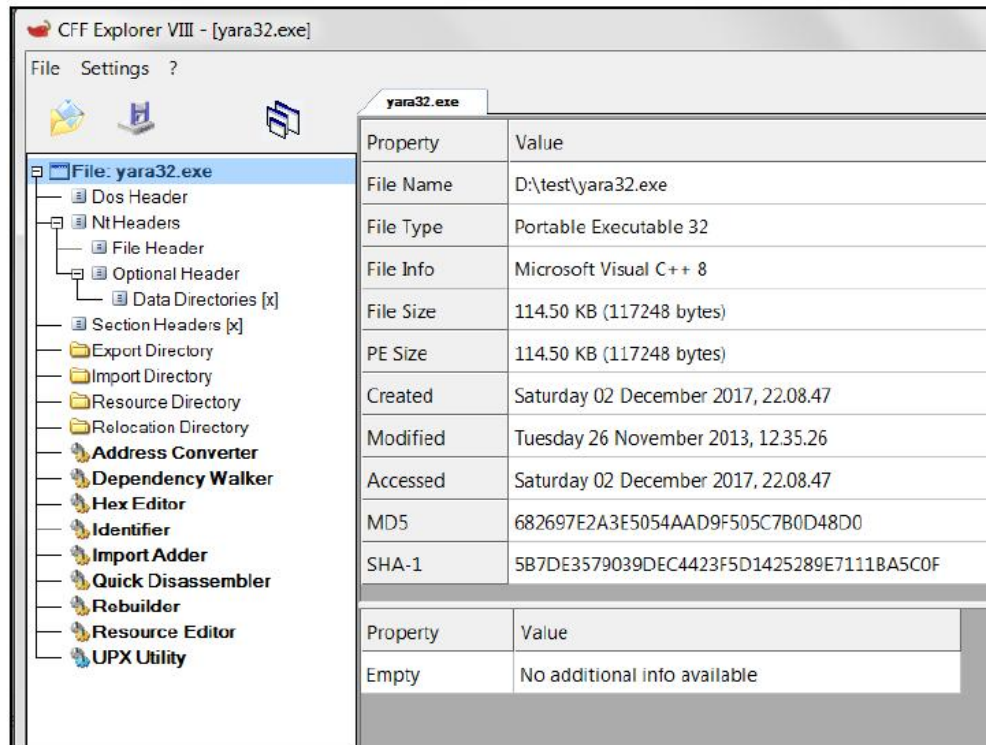 CFF Explorer VIII - [yara32.exe]
File Settings ?
yara32.exe
File: yara32.exe
Dos Header
Nt Headers
File Header
Optional Header
Data Directories [x]
Section Headers [x]
Export Directory
Import Directory
Resource Directory
Relocation Directory
Address Converter
Dependency Walker
Hex Editor
Identifier
Import Adder
Quick Disassembler
Rebuilder
Resource Editor
UPX Utility
Property Value
File Name D:\test\yara32.exe
File Type Portable Executable 32
File Info Microsoft Visual C++ 8
File Size 114.50 KB (117248 bytes)
PE Size 114.50 KB (117248 bytes)
Created Saturday 02 December 2017, 22.08.47
Modified Tuesday 26 November 2013, 12.35.26
Accessed Saturday 02 December 2017, 22.08.47
MD5 682697E2A3E5054AAD9F505C7B0D48D0
SHA-1 5B7DE3579039DEC4423F5D1425289E7111BA5C0F
Property Value
Empty No additional info available